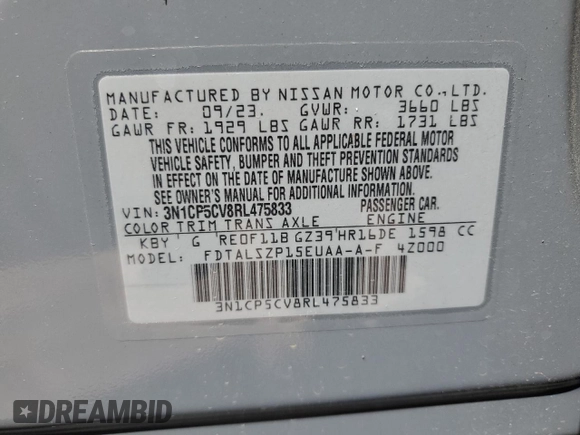 MANUFACTURED BY NISSAN MOTOR CO.,LTD.
DATE: 09/23. GVWR: 3660 LBS
GAWR FR: 1929 LBS GAWR RR: 1731 LBS
THIS VEHICLE CONFORMS TO ALL APPLICABLE FEDERAL MOTOR
VEHICLE SAFETY, BUMPER AND THEFT PREVENTION STANDARDS
IN EFFECT ON THE DATE OF MANUFACTURE SHOWN ABOVE.
SEE OWNER'S MANUAL FOR ADDITIONAL INFORMATION.
VIN: 3N1CP5CV8RL475833 PASSENGER CAR.
COLOR TRIM TRANS AXLE ENGINE
KBY G RE0F11B GZ39 HR16DE 1598 CC
MODEL: FDTALSZP15EUAA-A-F 4Z000
3N1CP5CV8RL475833
DREAMBID